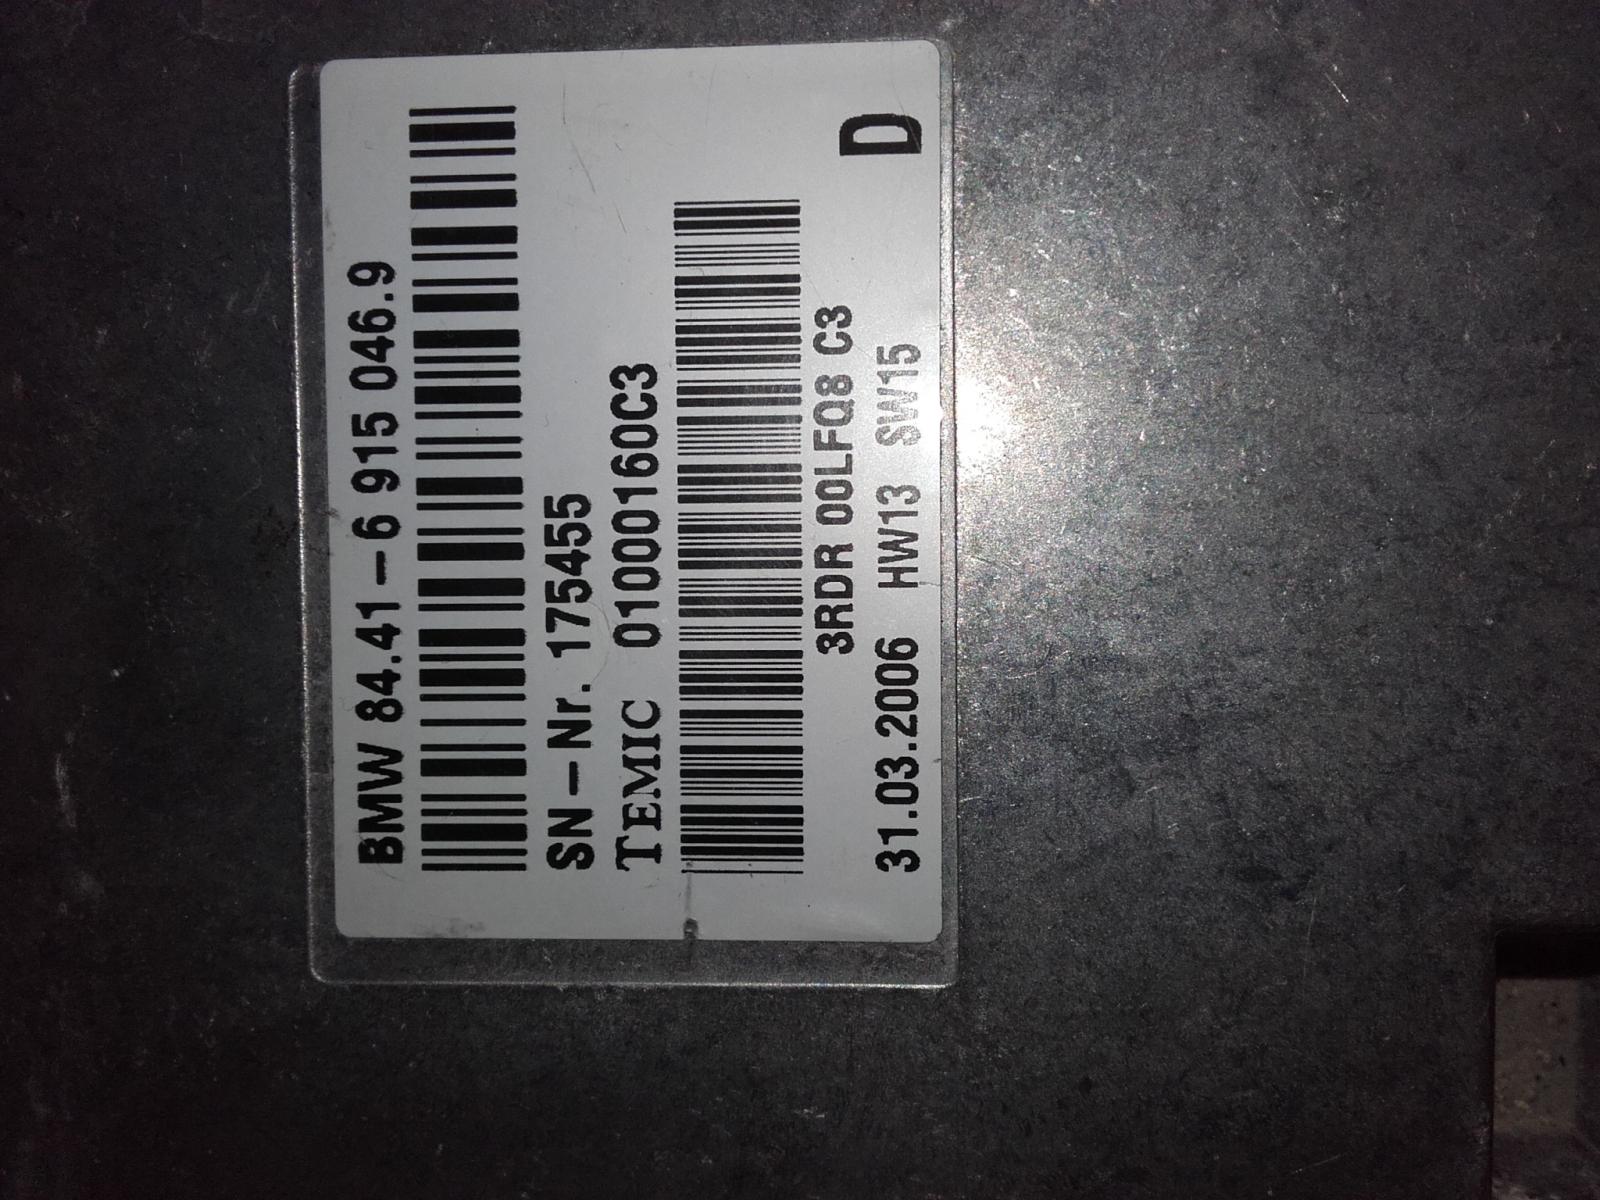 BMW 84.41-6 915 046.9
SN-Nr. 175455
TEMIC 0100016OC3
3RDR 00LFQ8 C3
31.03.2006 HW13 SW15
D